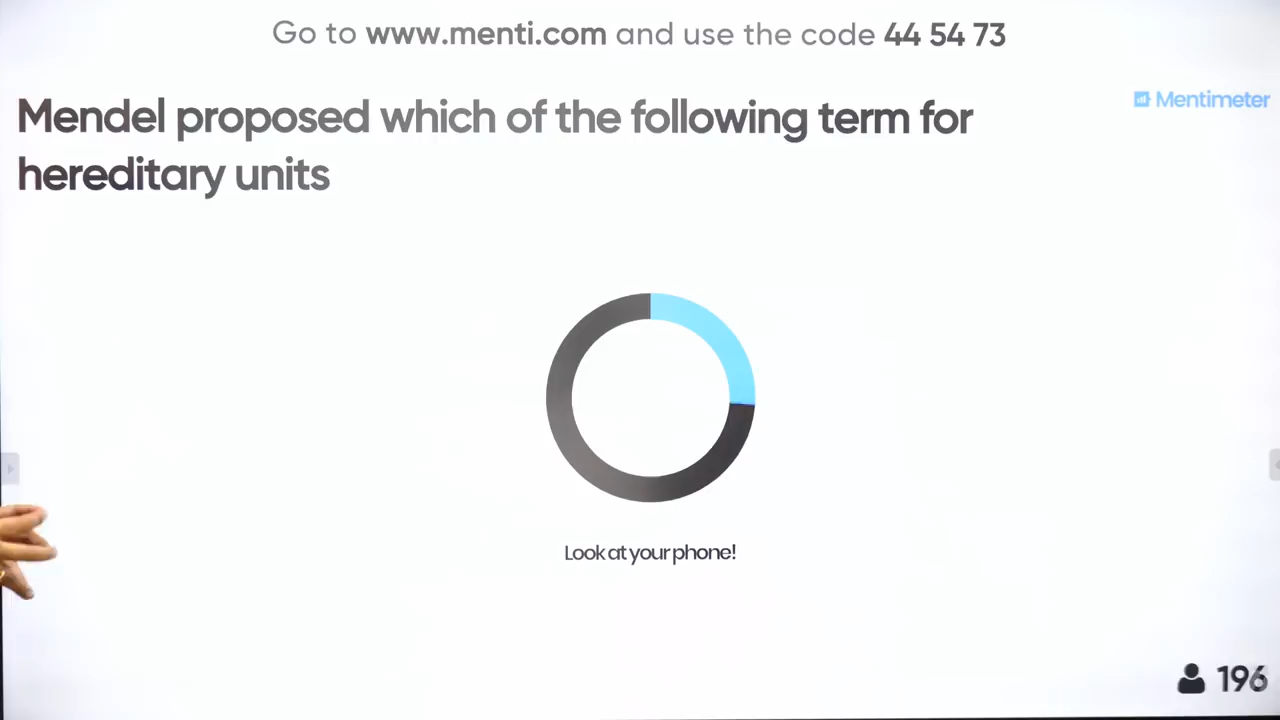 Go to www.menti.com and use the code 44 54 73
Mentimeter
Mendel proposed which of the following term for
hereditary units
Look at your phone!
196